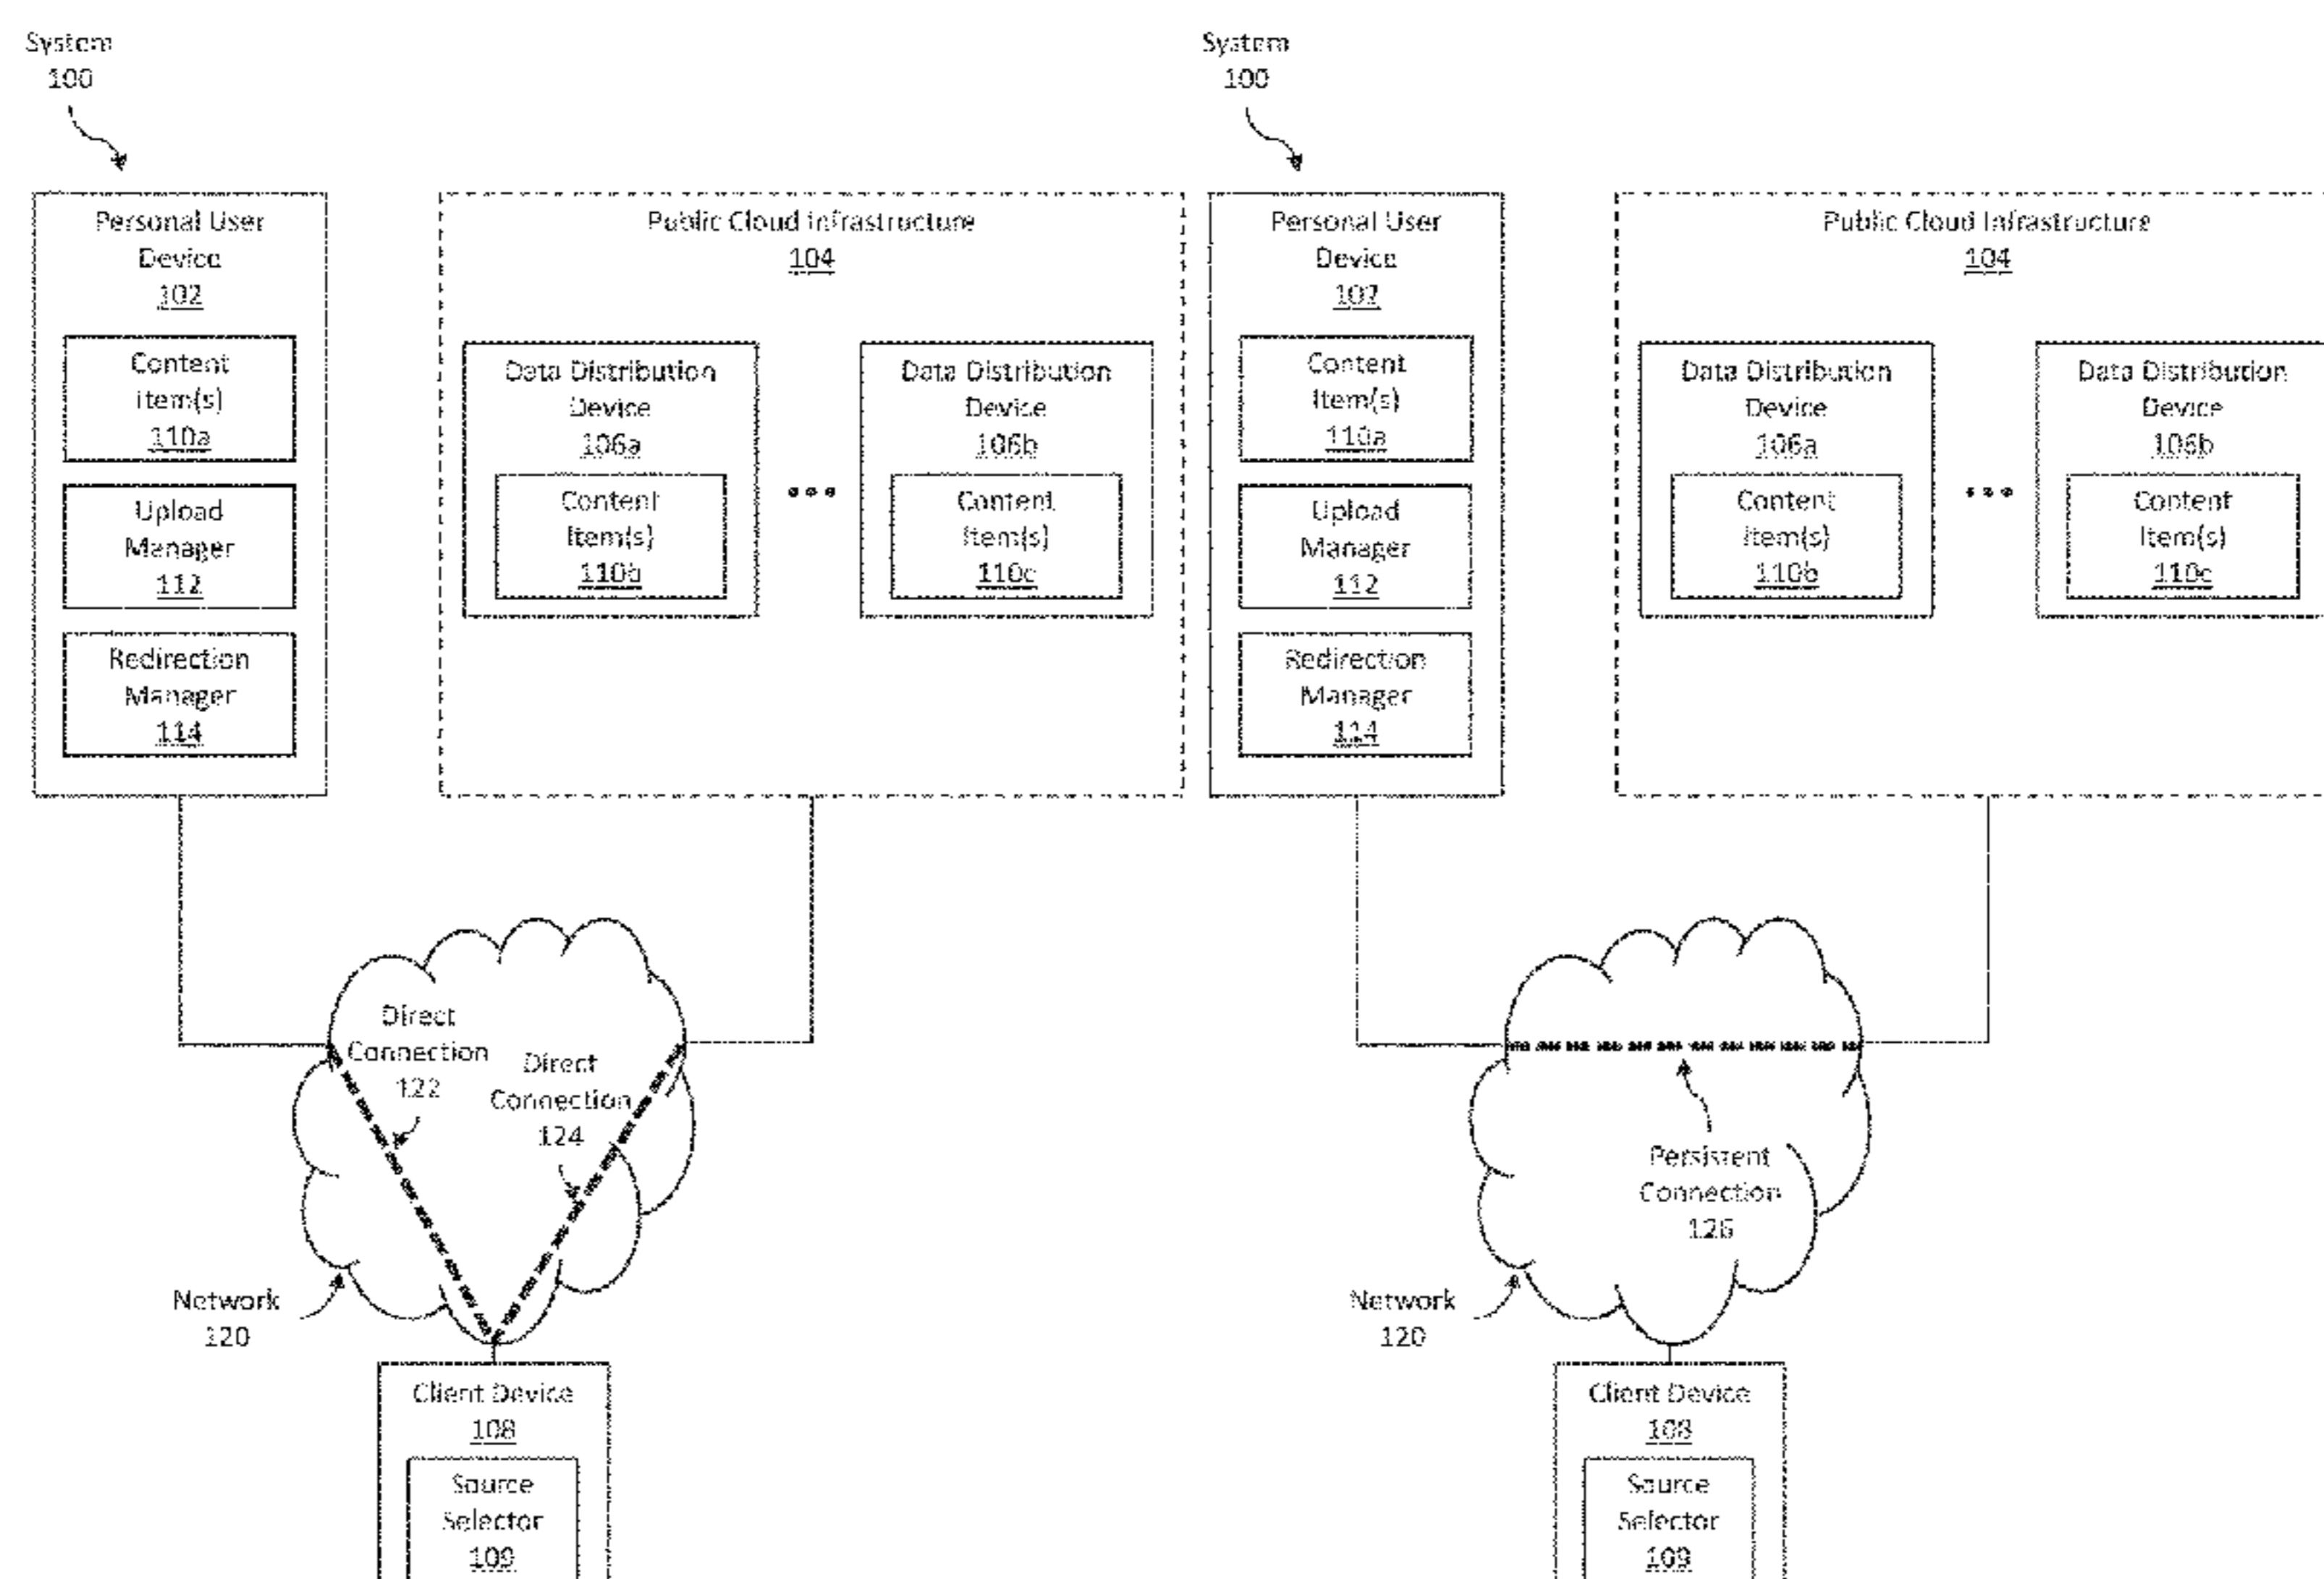 System
100
Personal User
Device
102
Content
Item(s)
110a
Upload
Manager
112
Redirection
Manager
114
Public Cloud Infrastructure
104
Data Distribution
Device
106a
Content
Item(s)
110b
Data Distribution
Device
106b
Content
Item(s)
110c
Direct
Connection
122
Direct
Connection
124
Network
120
Client Device
108
Source
Selector
109
System
100
Personal User
Device
102
Content
Item(s)
110a
Upload
Manager
112
Redirection
Manager
114
Public Cloud Infrastructure
104
Data Distribution
Device
106a
Content
Item(s)
110b
Data Distribution
Device
106b
Content
Item(s)
110c
Persistent
Connection
126
Network
120
Client Device
108
Source
Selector
109